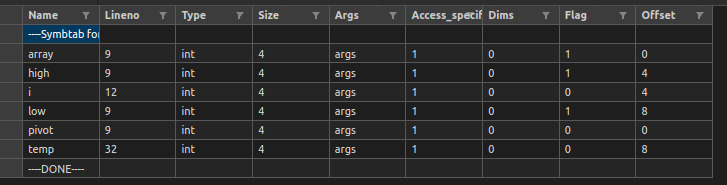 Name Lineno Type Size Args Access_specif Dims Flag Offset
----Symbtab for
array 9 int 4 args 1 0 1 0
high 9 int 4 args 1 0 1 4
i 12 int 4 args 1 0 0 4
low 9 int 4 args 1 0 1 8
pivot 9 int 4 args 1 0 0 0
temp 32 int 4 args 1 0 0 8
----DONE----